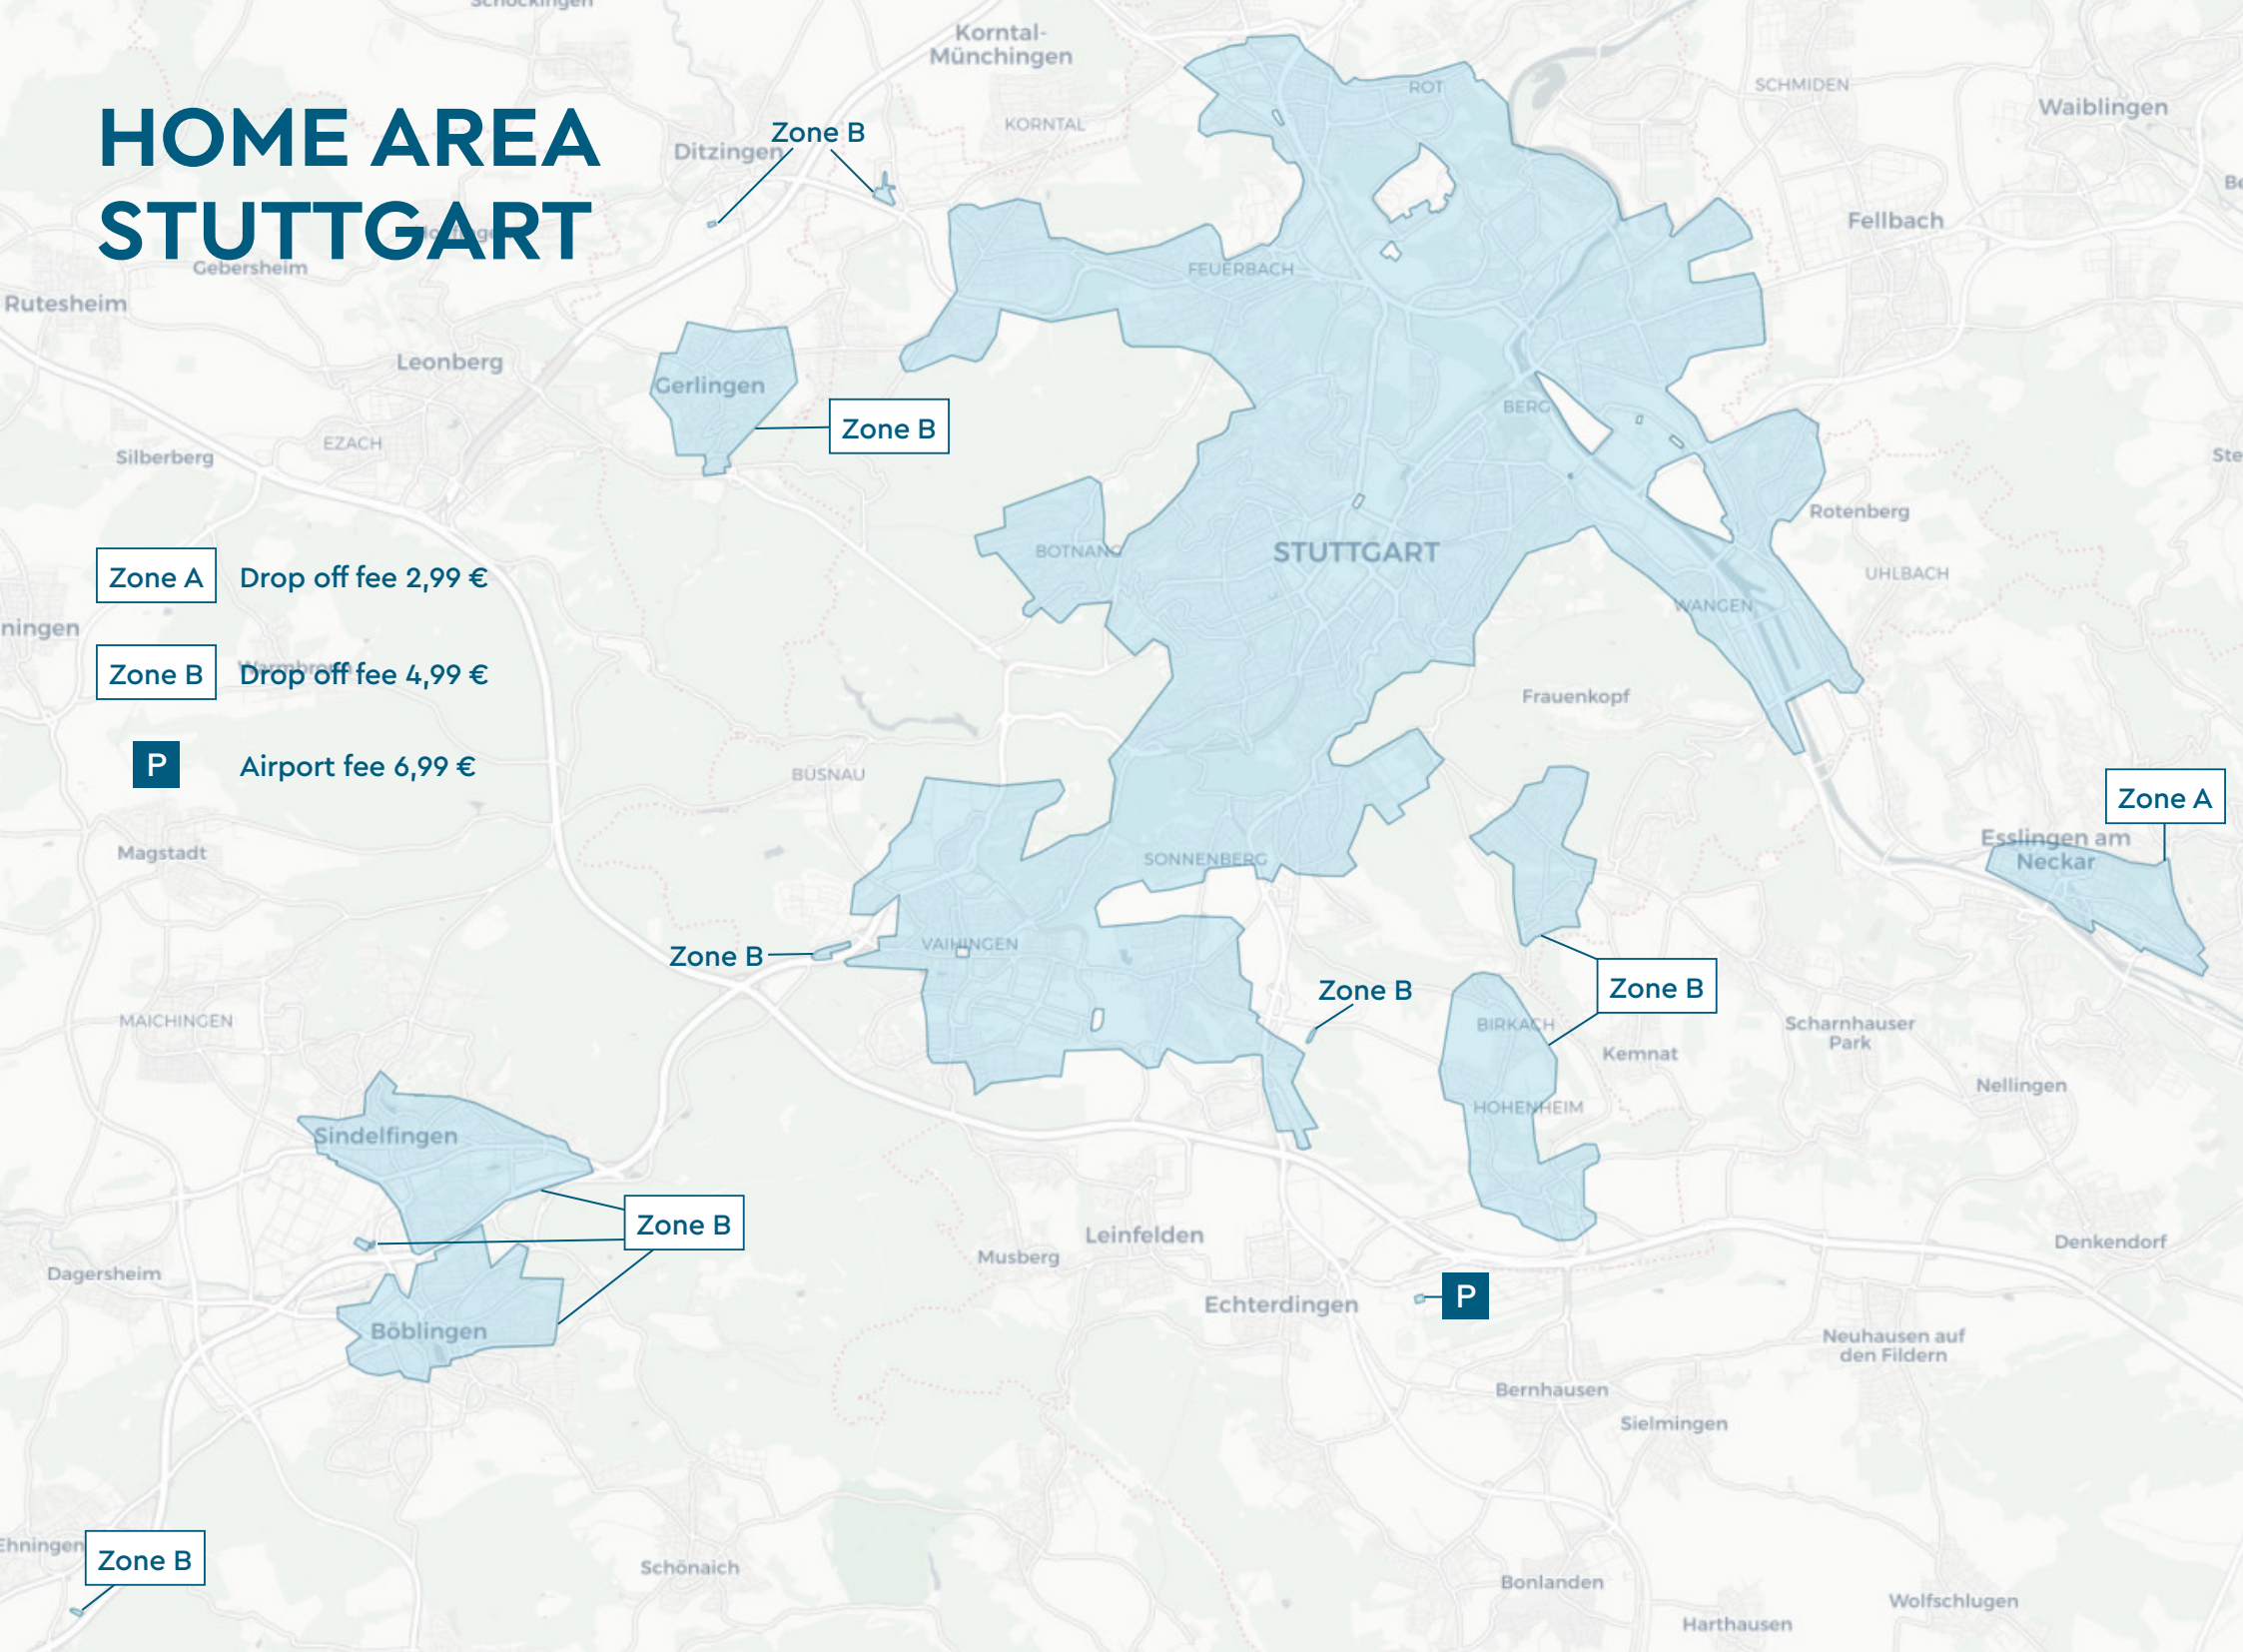 Schöckingen
Korntal-
Münchingen
ROT
SCHMIDEN
Waiblingen
HOME AREA
STUTTGART
Zone B
Ditzingen
KORNTAL
Fellbach
Gebersheim
FEUERBACH
Rutesheim
Leonberg
Gerlingen
Zone B
BERG
EZACH
Silberberg
Rotenberg
BOTNANG
STUTTGART
UHLBACH
Zone A Drop off fee 2,99 €
WANGEN
ningen
Warmbronn
Zone B Drop off fee 4,99 €
Frauenkopf
P Airport fee 6,99 €
BÜSNAU
Zone A
Esslingen am
Neckar
Magstadt
SONNENBERG
VAIHINGEN
Zone B
Zone B
Zone B
MAICHINGEN
BIRKACH
Scharnhauser
Park
Kemnat
Nellingen
HOHENHEIM
Sindelfingen
Zone B
Leinfelden
Musberg
Denkendorf
Dagersheim
P
Echterdingen
Böblingen
Neuhausen auf
den Fildern
Bernhausen
Sielmingen
Ehningen
Zone B
Schönaich
Bonlanden
Wolfschlugen
Harthausen